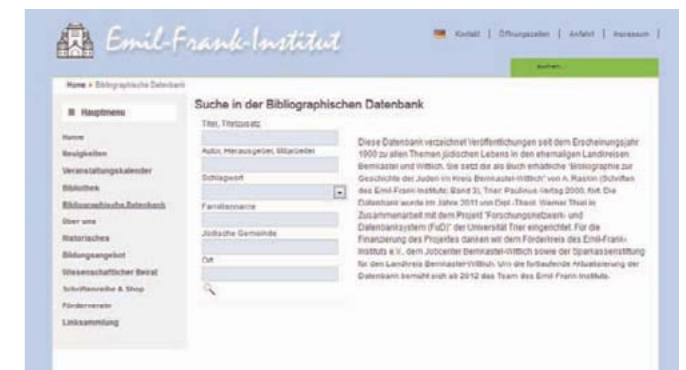 Emil-Frank-Institut
Kontakt | Öffnungszeiten | Anfahrt | Impressum |
suchen...
Home Bibliographische Datenbank
Hauptmenu
Home
Neuigkeiten
Veranstaltungskalender
Bibliothek
Bibliographische Datenbank
Über uns
Historisches
Bildungsangebot
Wissenschaftlicher Beirat
Schriftenreihe & Shop
Förderverein
Linksammlung
Suche in der Bibliographischen Datenbank
Titel, Titelzusatz
Autor, Herausgeber, Mitarbeiter
Schlagwort
Familienname
Jüdische Gemeinde
Ort
Diese Datenbank verzeichnet Veröffentlichungen seit dem Erscheinungsjahr
1900 zu allen Themen jüdischen Lebens in den ehemaligen Landkreisen
Bernkastel und Wittlich. Sie setzt die als Buch erhältliche "Bibliographie zur
Geschichte der Juden im Kreis Bernkastel-Wittlich" von A. Raskin (Schriften
des Emil-Frank-Instituts; Band 3), Trier: Paulinus-Verlag 2000, fort. Die
Datenbank wurde im Jahre 2011 von Dipl.-Theol. Werner Thiel in
Zusammenarbeit mit dem Projekt "Forschungsnetzwerk- und
Datenbanksystem (FuD)" der Universität Trier eingerichtet. Für die
Finanzierung des Projektes danken wir dem Förderkreis des Emil-Frank-
Instituts e.V., dem Jobcenter Bernkastel-Wittlich sowie der Sparkassenstiftung
für den Landkreis Bernkastel-Wittlich. Um die fortlaufende Aktualisierung der
Datenbank bemüht sich ab 2012 das Team des Emil-Frank-Instituts.